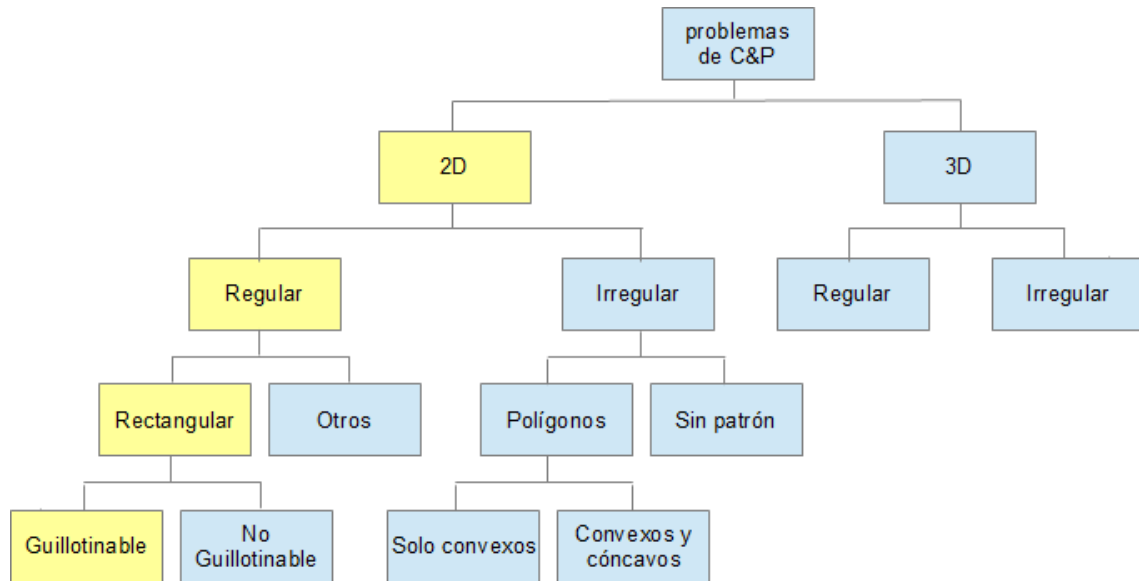 problemas
de C&P
2D
3D
Regular
Irregular
Regular
Irregular
Rectangular
Otros
Polígonos
Sin patrón
Guillotinable
No
Guillotinable
Solo convexos
Convexos y
cóncavos